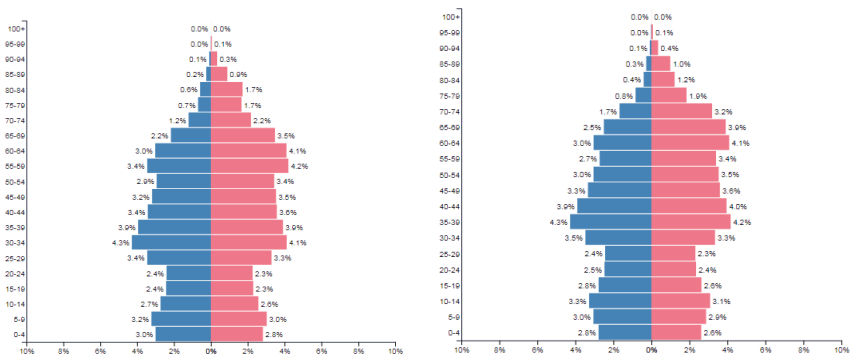 100+ 0.0% 0.0%
95-99 0.0% 0.1%
90-94 0.1% 0.3%
85-89 0.2% 0.9%
80-84 0.6% 1.7%
75-79 0.7% 1.7%
70-74 1.2% 2.2%
65-69 2.2% 3.5%
60-64 3.0% 4.1%
55-59 3.4% 4.2%
50-54 2.9% 3.4%
45-49 3.2% 3.5%
40-44 3.4% 3.6%
35-39 3.9% 3.9%
30-34 4.3% 4.1%
25-29 3.4% 3.3%
20-24 2.4% 2.3%
15-19 2.4% 2.3%
10-14 2.7% 2.6%
5-9 3.2% 3.0%
0-4 3.0% 2.8%
10% 8% 6% 4% 2% 0% 2% 4% 6% 8% 10%
100+ 0.0% 0.0%
95-99 0.0% 0.1%
90-94 0.1% 0.4%
85-89 0.3% 1.0%
80-84 0.4% 1.2%
75-79 0.8% 1.9%
70-74 1.7% 3.2%
65-69 2.5% 3.9%
60-64 3.0% 4.1%
55-59 2.7% 3.4%
50-54 3.0% 3.5%
45-49 3.3% 3.6%
40-44 3.9% 4.0%
35-39 4.3% 4.2%
30-34 3.5% 3.3%
25-29 2.4% 2.3%
20-24 2.5% 2.4%
15-19 2.8% 2.6%
10-14 3.3% 3.1%
5-9 3.0% 2.9%
0-4 2.8% 2.6%
10% 8% 6% 4% 2% 0% 2% 4% 6% 8% 10%